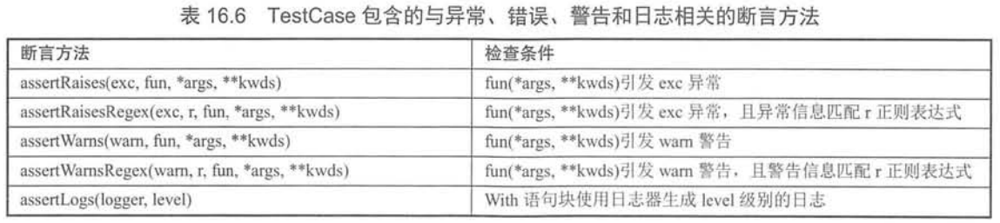 表 16.6 TestCase 包含的与异常、错误、警告和日志相关的断言方法
断言方法 检查条件
assertRaises(exc, fun, *args, **kwds) fun(*args, **kwds)引发 exc 异常
assertRaisesRegex(exc, r, fun, *args, **kwds) fun(*args, **kwds)引发 exc 异常，且异常信息匹配 r 正则表达式
assertWarns(warn, fun, *args, **kwds) fun(*args, **kwds)引发 warn 警告
assertWarnsRegex(warn, r, fun, *args, **kwds) fun(*args, **kwds)引发 warn 警告，且警告信息匹配 r 正则表达式
assertLogs(logger, level) With 语句块使用日志器生成 level 级别的日志